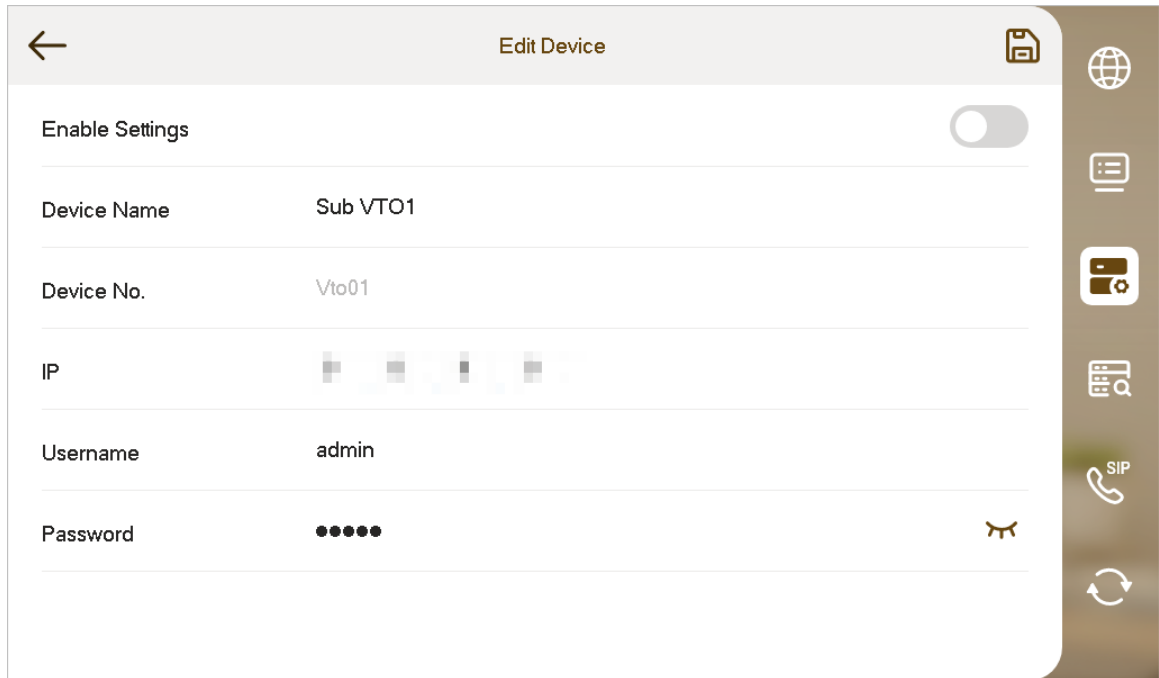 Edit Device
Enable Settings
Device Name Sub VTO1
Device No. Vto01
IP
Username admin
Password •••••
SIP